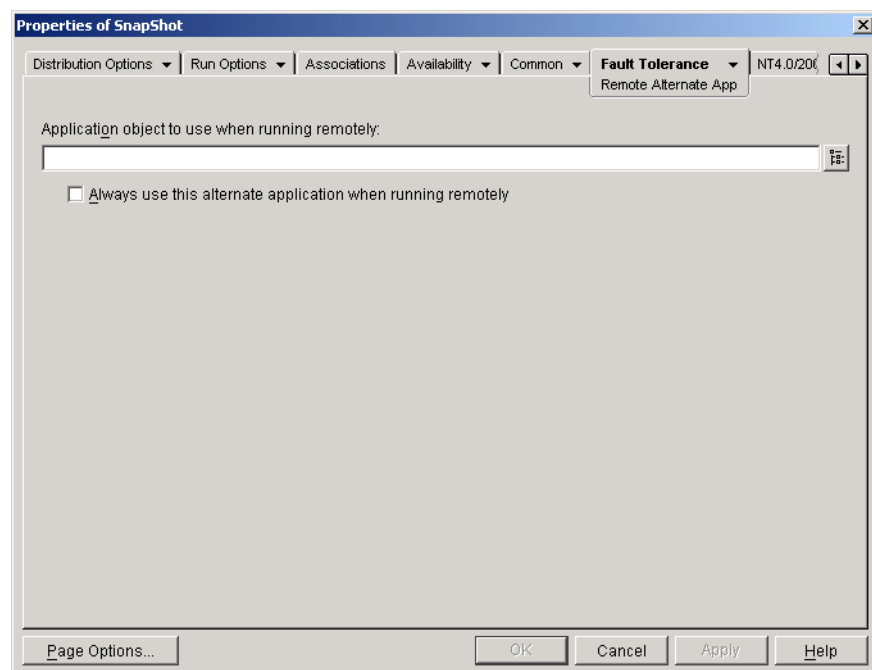 Properties of SnapShot
Distribution Options Run Options Associations Availability Common Fault Tolerance
Remote Alternate App
Application object to use when running remotely:
Always use this alternate application when running remotely
Page Options... OK Cancel Apply Help